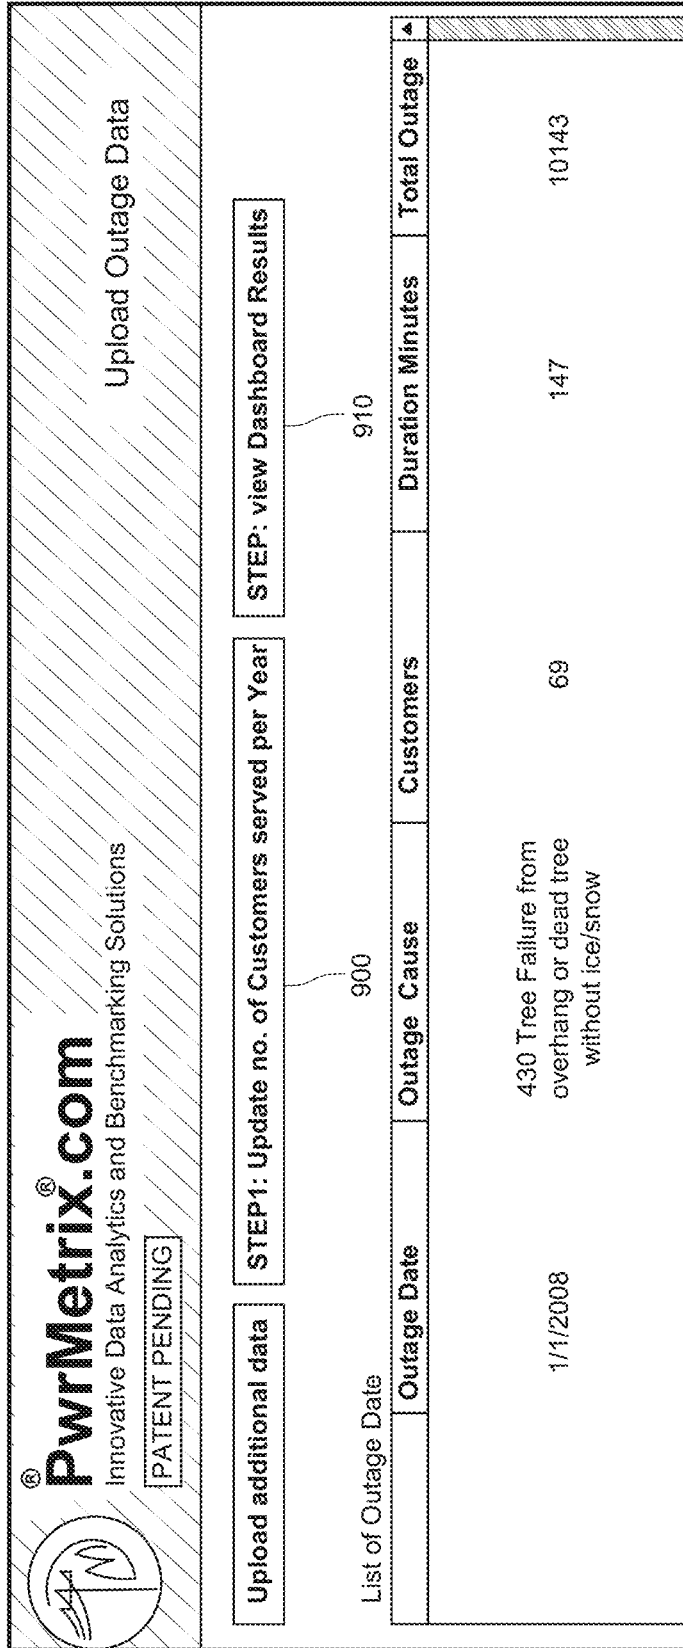 ® PwrMetrix®.com
Innovative Data Analytics and Benchmarking Solutions
PATENT PENDING
Upload Outage Data
Upload additional data
STEP1: Update no. of Customers served per Year
STEP: view Dashboard Results
900
910
List of Outage Date
Outage Date
Outage Cause
Customers
Duration Minutes
Total Outage
1/1/2008
430 Tree Failure from
overhang or dead tree
without ice/snow
69
147
10143